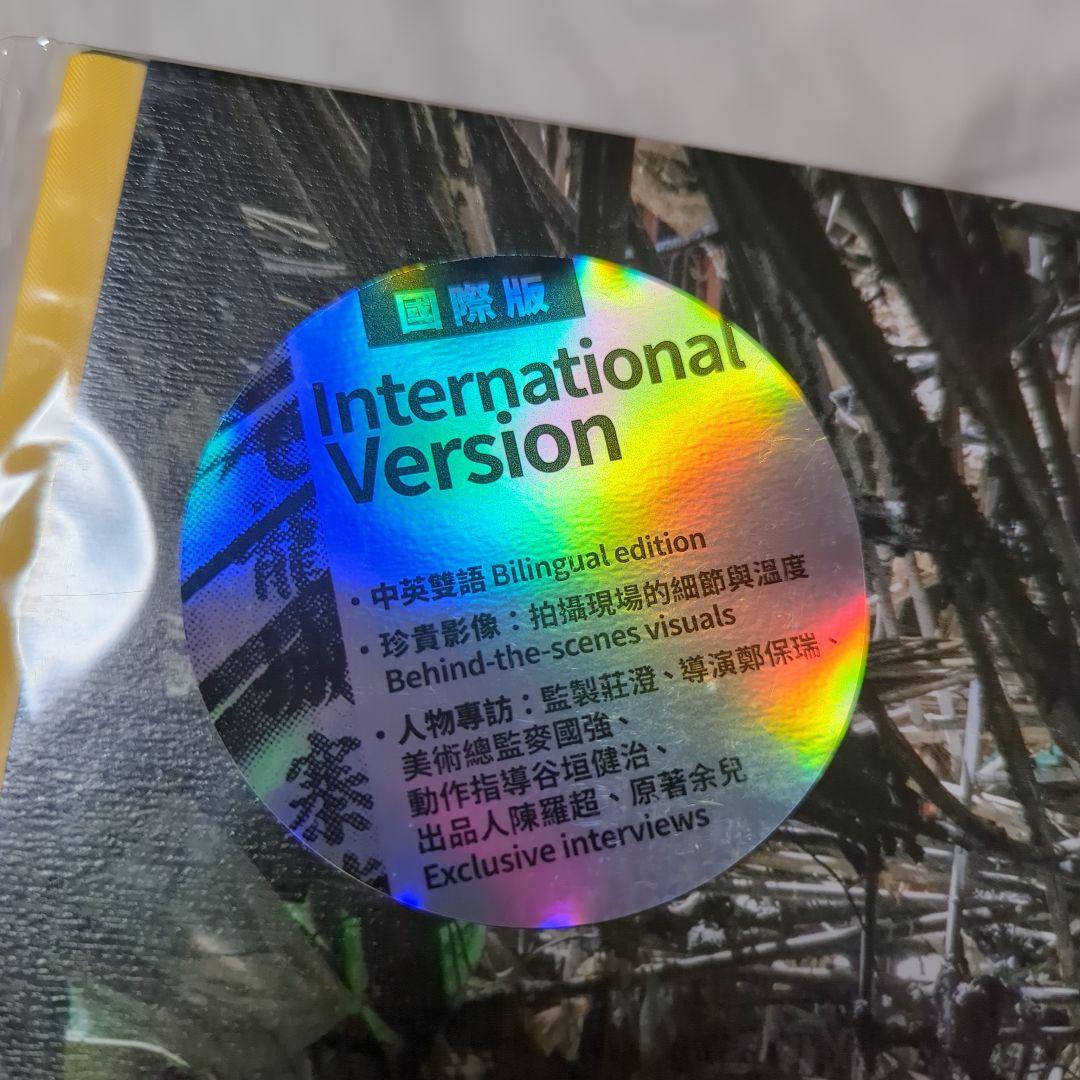 國際版
International
Version
• 中英雙語 Bilingual edition
• 珍貴影像：拍攝現場的細節與溫度
Behind-the-scenes visuals
• 人物專訪：監製莊澄、導演鄭保瑞、
美術總監麥國強、
動作指導谷垣健治、
出品人陳羅超、原著余兒
Exclusive interviews